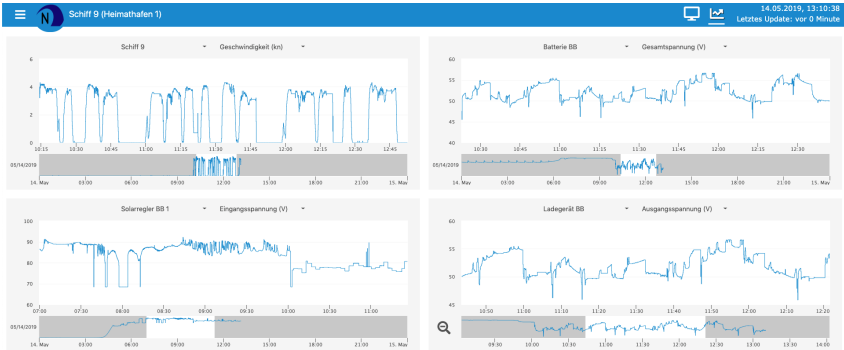 N
Schiff 9 (Heimathafen 1)
14.05.2019, 13:10:38
Letztes Update: vor 0 Minute
Schiff 9 Geschwindigkeit (kn)
6
4
2
0
10:15 10:30 10:45 11:00 11:15 11:30 11:45 12:00 12:15 12:30 12:45
05/14/2019
14. May 03:00 06:00 09:00 12:00 15:00 18:00 21:00 15. May
Batterie BB Gesamtspannung (V)
60
55
50
45
40
10:30 10:45 11:00 11:15 11:30 11:45 12:00 12:15 12:30
05/14/2019
14. May 03:00 06:00 09:00 12:00 15:00 18:00 21:00 15. May
Solarregler BB 1 Eingangsspannung (V)
100
90
80
70
60
07:00 07:30 08:00 08:30 09:00 09:30 10:00 10:30 11:00
05/14/2019
14. May 03:00 06:00 09:00 12:00 15:00 18:00 21:00 15. May
Ladegerät BB Ausgangsspannung (V)
60
55
50
45
10:50 11:00 11:10 11:20 11:30 11:40 11:50 12:00 12:10 12:20
09:30 10:00 10:30 11:00 11:30 12:00 12:30 13:00 13:30 14:00